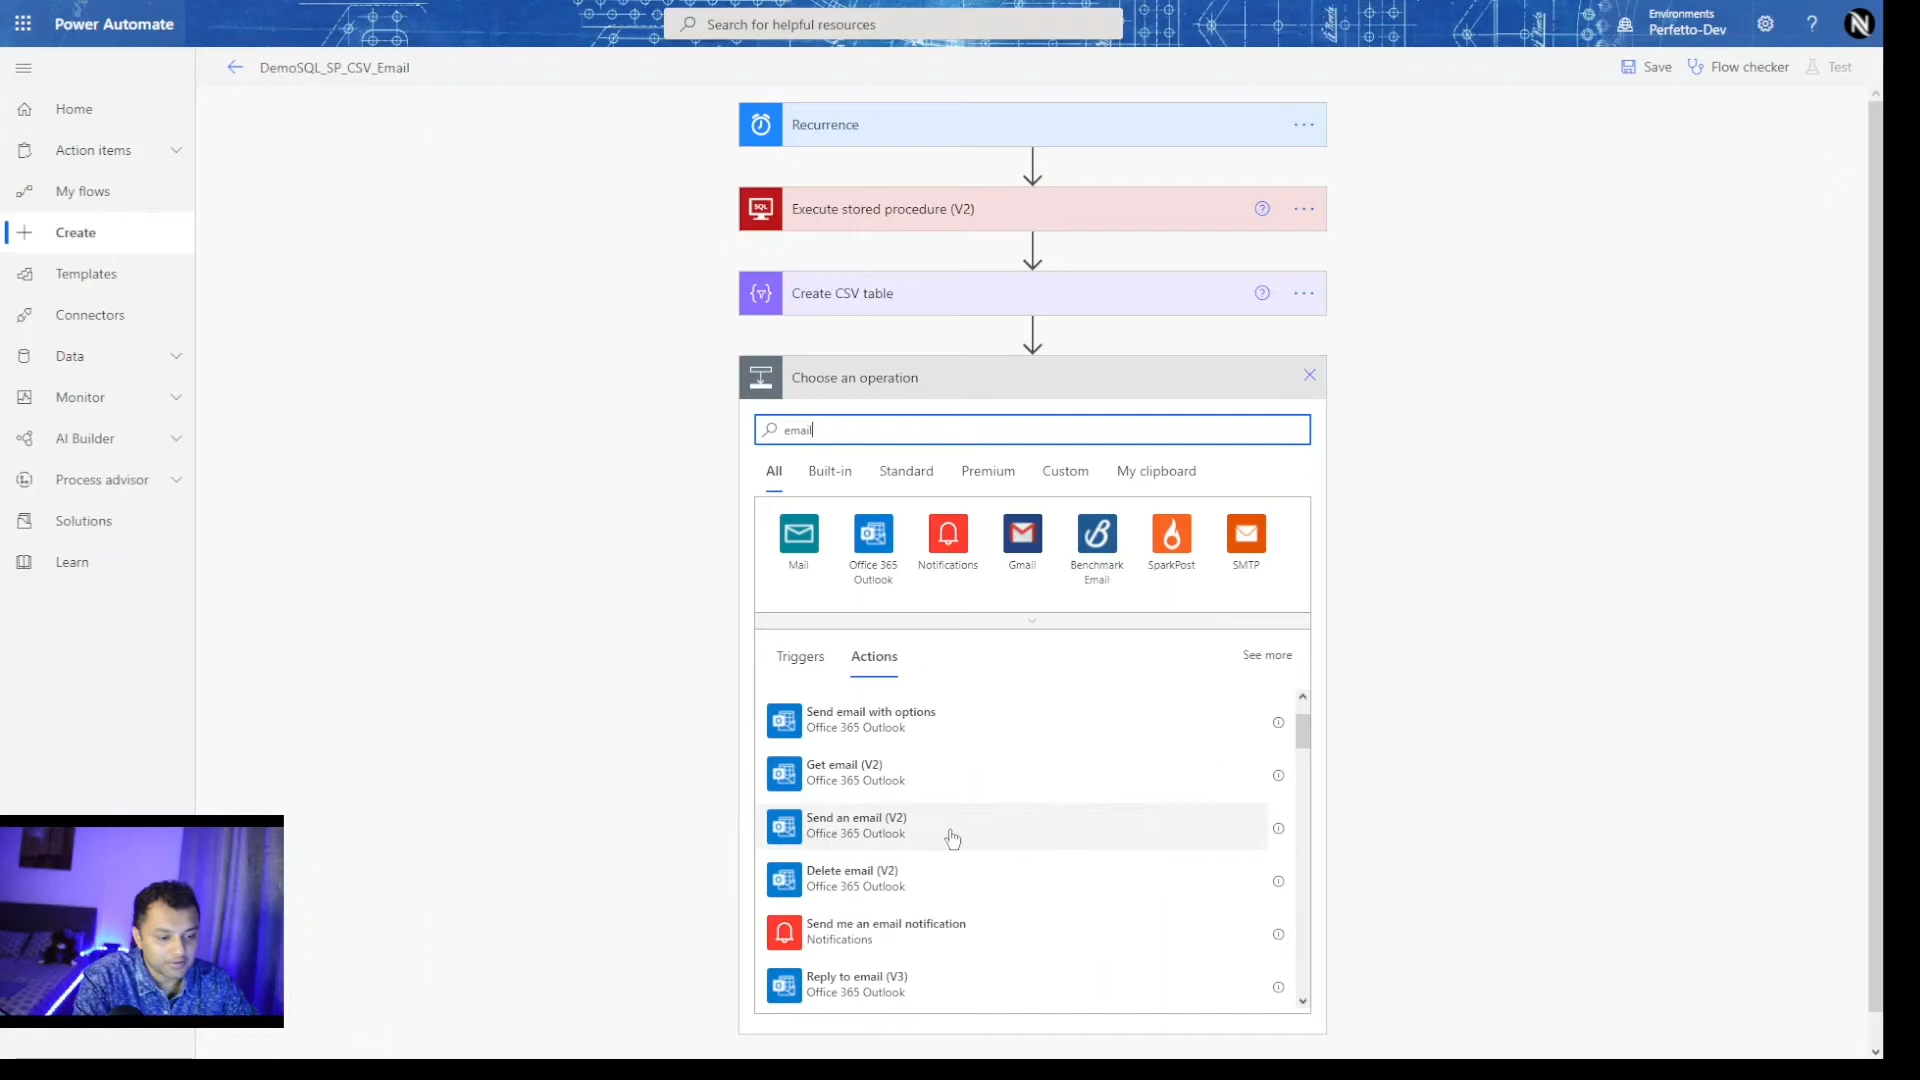 Power Automate
Search for helpful resources
Environments
Perfetto-Dev
?
DemoSQL_SP_CSV_Email
Save
Flow checker
Test
Home
Action items
My flows
Create
Templates
Connectors
Data
Monitor
AI Builder
Process advisor
Solutions
Learn
Recurrence
SQL
Execute stored procedure (V2)
Create CSV table
Choose an operation
email
All
Built-in
Standard
Premium
Custom
My clipboard
Mail
Office 365
Outlook
Notifications
Gmail
Benchmark
Email
SparkPost
SMTP
Triggers
Actions
See more
Send email with options
Office 365 Outlook
Get email (V2)
Office 365 Outlook
Send an email (V2)
Office 365 Outlook
Delete email (V2)
Office 365 Outlook
Send me an email notification
Notifications
Reply to email (V3)
Office 365 Outlook